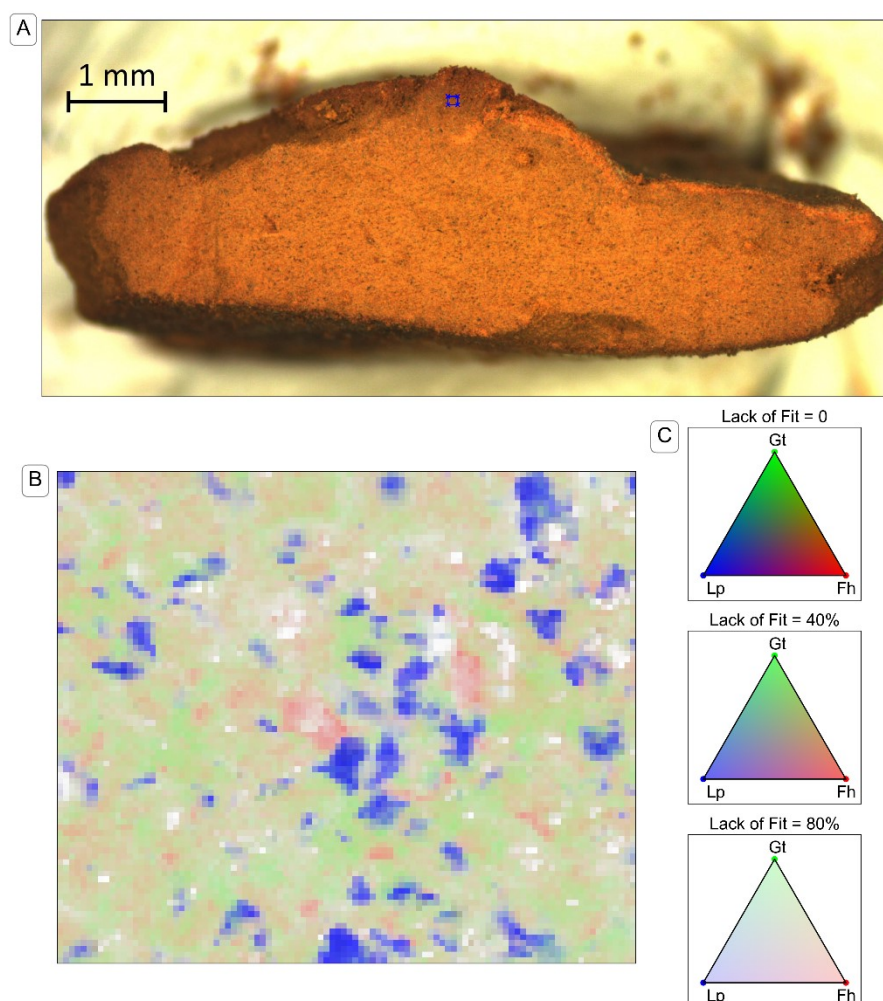 A
1 mm
B
C
Lack of Fit = 0
Gt
Lp Fh
Lack of Fit = 40%
Gt
Lp Fh
Lack of Fit = 80%
Gt
Lp Fh